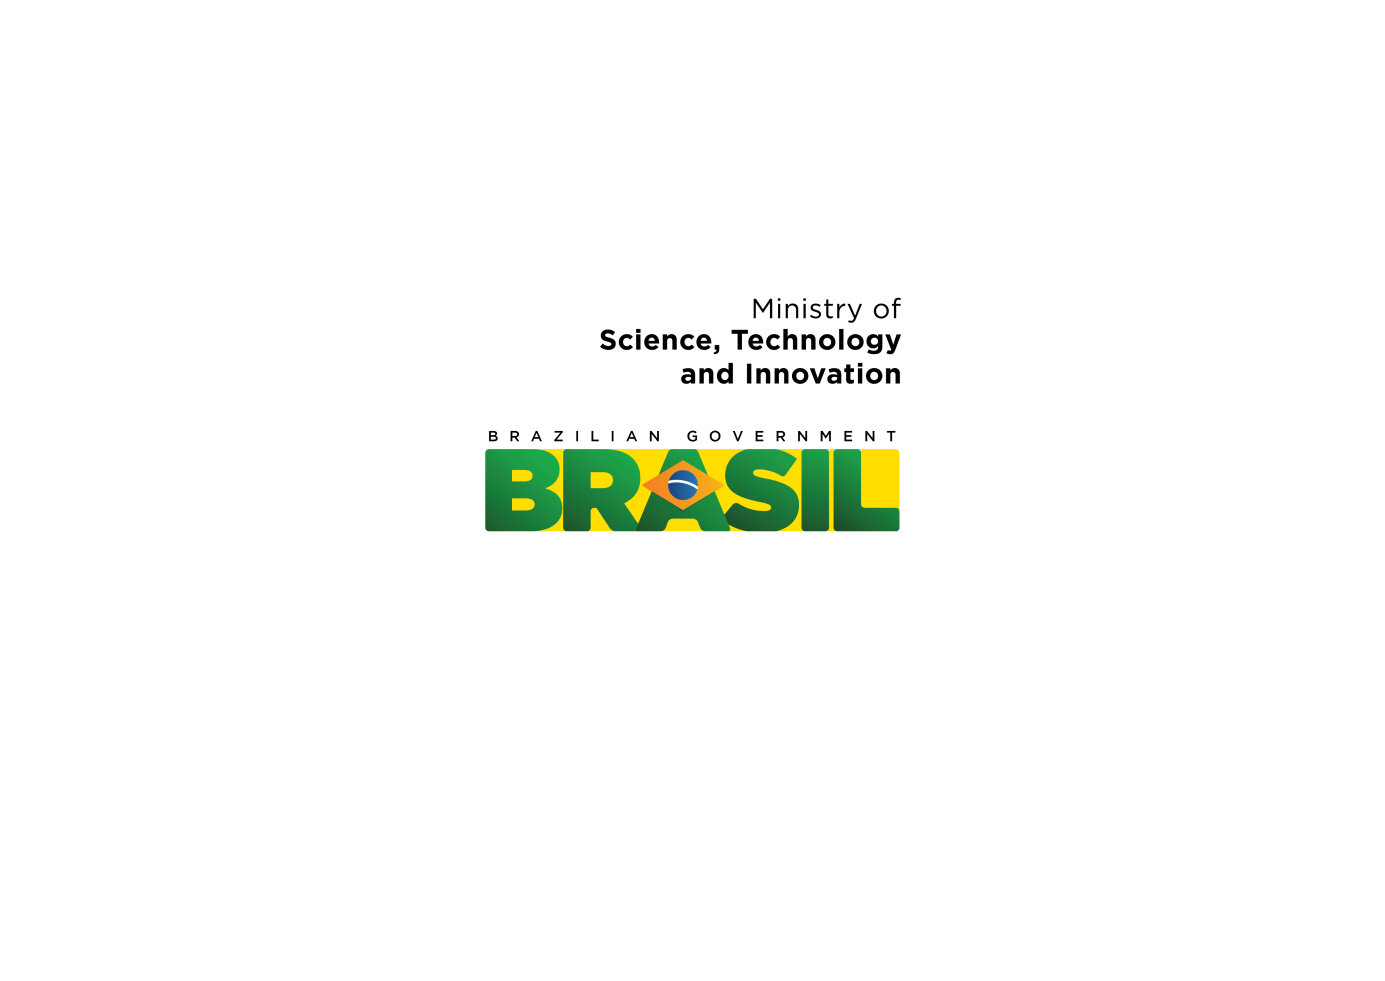 Ministry of
Science, Technology
and Innovation
BRAZILIAN GOVERNMENT
BRASIL